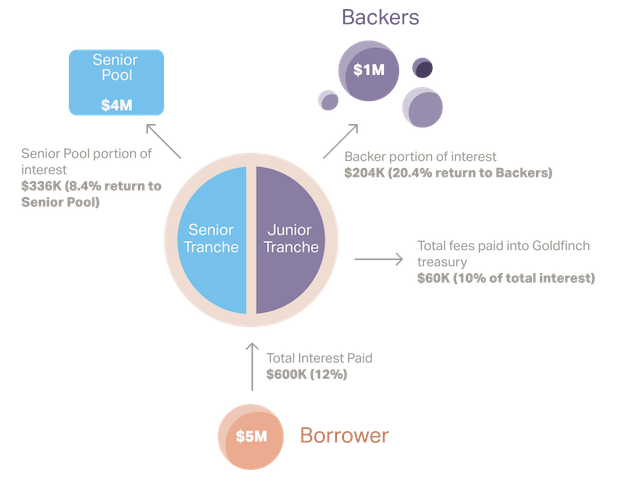 Backers
Senior
Pool
$4M
$1M
Senior Pool portion of
interest
$336K (8.4% return to
Senior Pool)
Backer portion of interest
$204K (20.4% return to Backers)
Senior
Tranche
Junior
Tranche
Total fees paid into Goldfinch
treasury
$60K (10% of total interest)
Total Interest Paid
$600K (12%)
$5M
Borrower